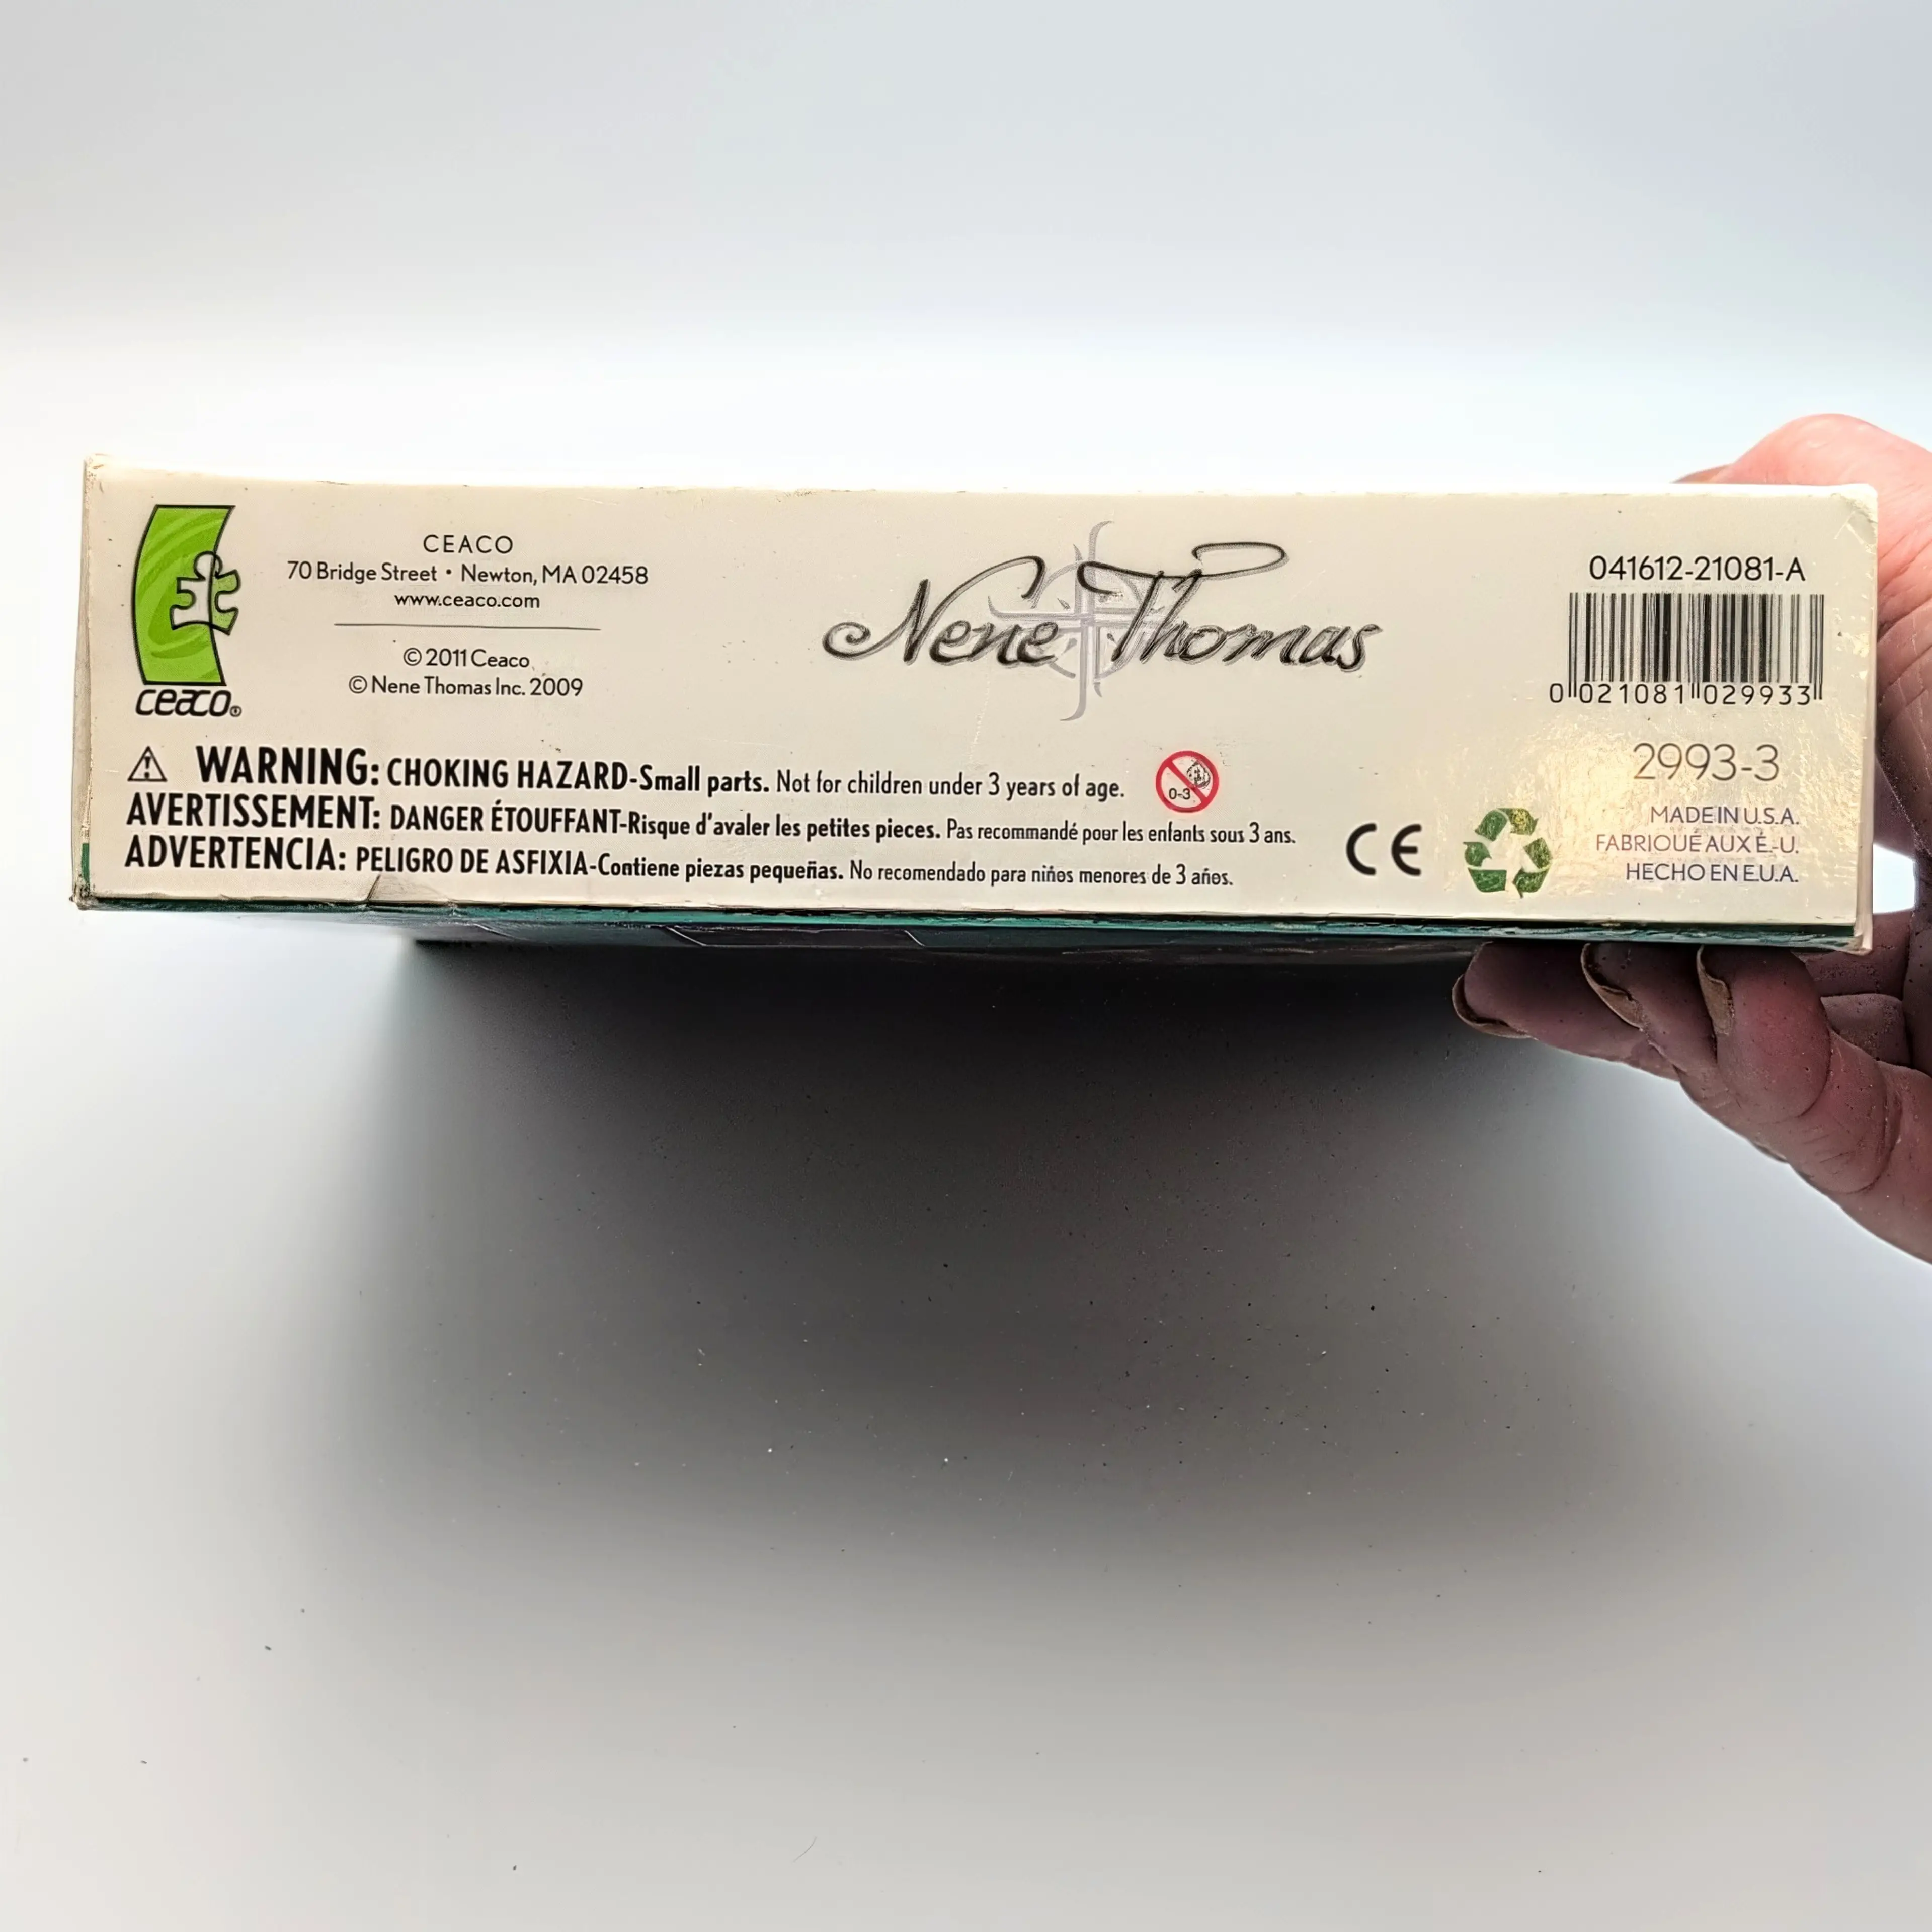 CEACO
70 Bridge Street • Newton, MA 02458
www.ceaco.com
© 2011 Ceaco
© Nene Thomas Inc. 2009
ceaco®
Nene Thomas
041612-21081-A
0 021081 029933
2993-3
MADE IN U.S.A.
FABRIQUÉ AUX É.-U.
HECHO EN E.U.A.
WARNING: CHOKING HAZARD-Small parts. Not for children under 3 years of age.
0-3
AVERTISSEMENT: DANGER ÉTOUFFANT-Risque d'avaler les petites pieces. Pas recommandé pour les enfants sous 3 ans.
ADVERTENCIA: PELIGRO DE ASFIXIA-Contiene piezas pequeñas. No recomendado para niños menores de 3 años.
CE